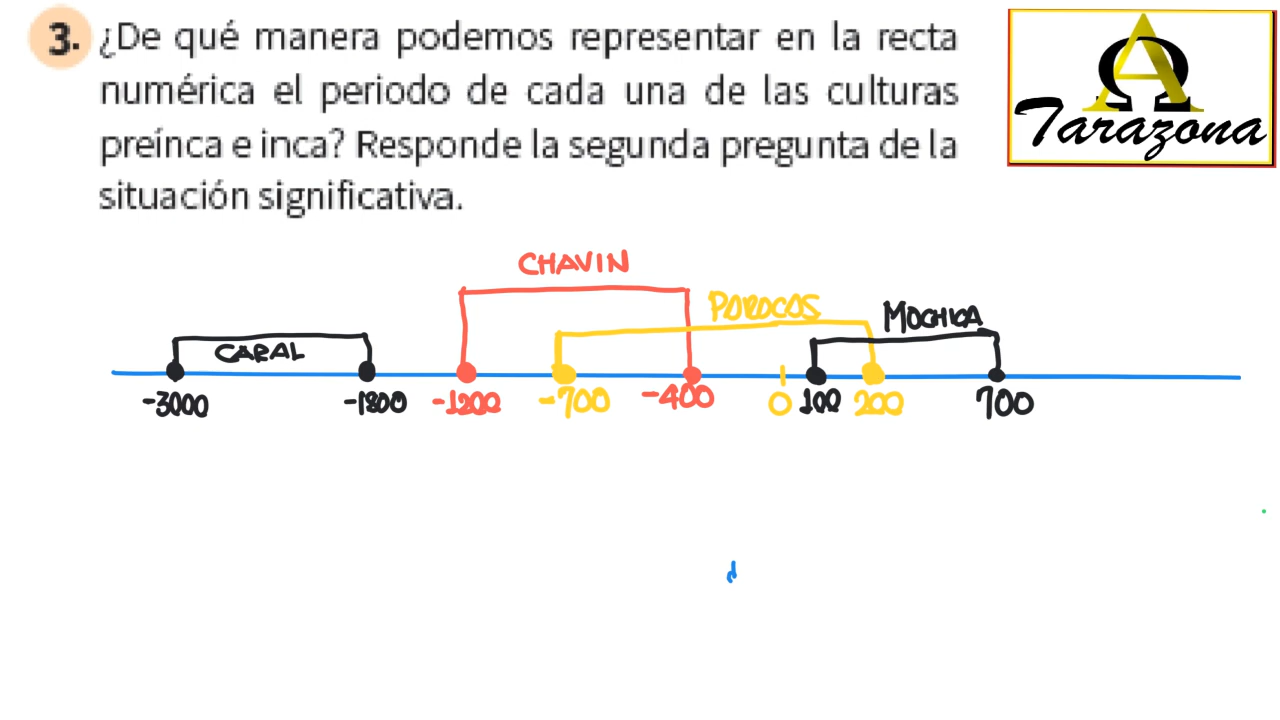 3. ¿De qué manera podemos representar en la recta
numérica el periodo de cada una de las culturas
preínca e inca? Responde la segunda pregunta de la
situación significativa.
AΩ
Tarazona
CHAVIN
POROCOS
MOCHICA
CARAL
-3000 -1800 -1200 -700 -400 0 100 200 700